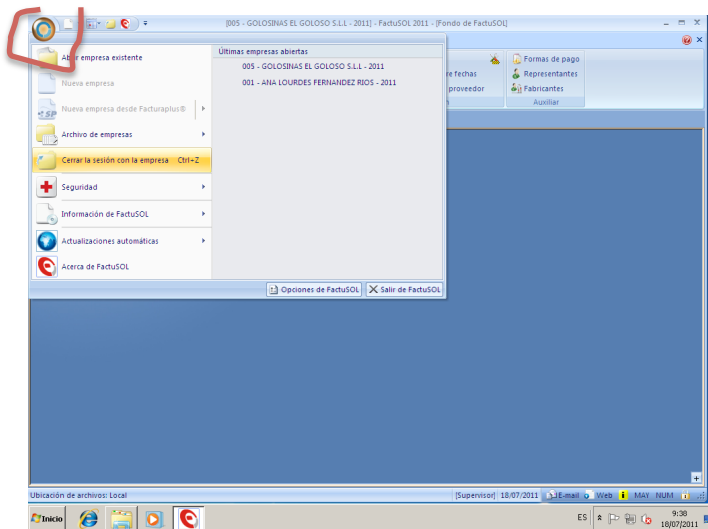 [005 - GOLOSINAS EL GOLOSO S.L.L - 2011] - FactuSOL 2011 - [Fondo de FactuSOL]
Abrir empresa existente
Nueva empresa
Nueva empresa desde Facturaplus®
Archivo de empresas
Cerrar la sesión con la empresa Ctrl+Z
Seguridad
Información de FactuSOL
Actualizaciones automáticas
Acerca de FactuSOL
Últimas empresas abiertas
005 - GOLOSINAS EL GOLOSO S.L.L - 2011
001 - ANA LOURDES FERNANDEZ RIOS - 2011
Opciones de FactuSOL
Salir de FactuSOL
re fechas
proveedor
Formas de pago
Representantes
Fabricantes
Auxiliar
Ubicación de archivos: Local
[Supervisor] 18/07/2011 E-mail Web MAY NUM
Inicio
ES
9:38
18/07/2011